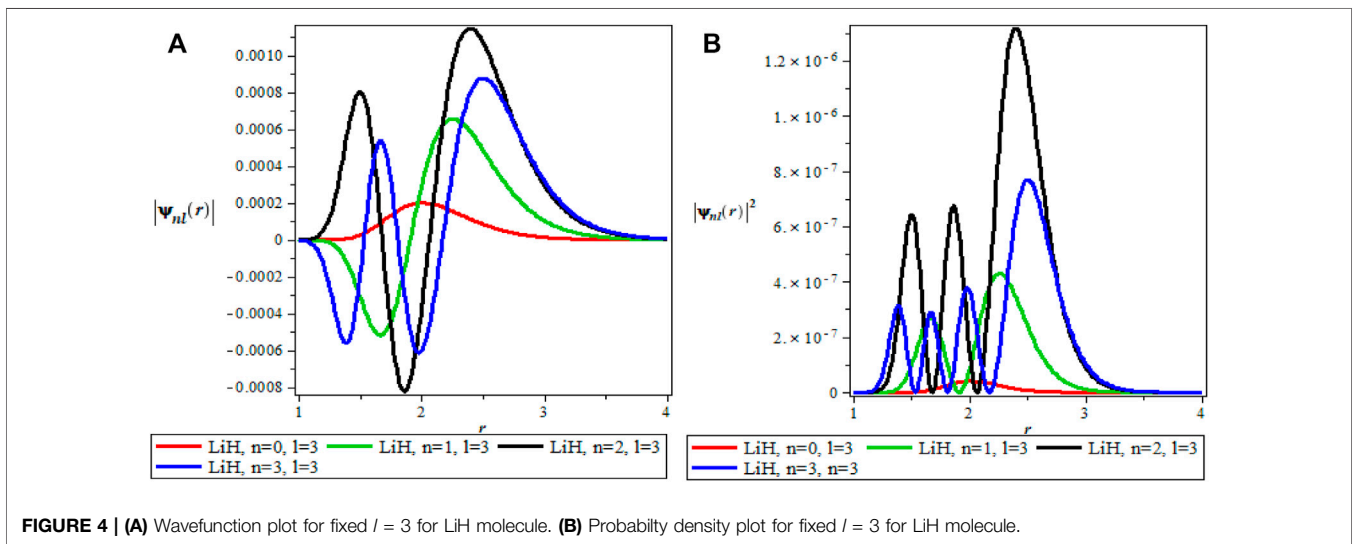 A
0.0010
0.0008
0.0006
0.0004
0.0002
0
-0.0002
-0.0004
-0.0006
-0.0008
|Ψnl(r)|
1 2 3 4
r
LiH, n=0, l=3 LiH, n=1, l=3 LiH, n=2, l=3
LiH, n=3, l=3
B
1.2 × 10-6
1. × 10-6
8. × 10-7
6. × 10-7
4. × 10-7
2. × 10-7
0
|Ψnl(r)|2
1 2 3 4
r
LiH, n=0, l=3 LiH, n=1, l=3 LiH, n=2, l=3
LiH, n=3, n=3
FIGURE 4 | (A) Wavefunction plot for fixed l = 3 for LiH molecule. (B) Probabilty density plot for fixed l = 3 for LiH molecule.